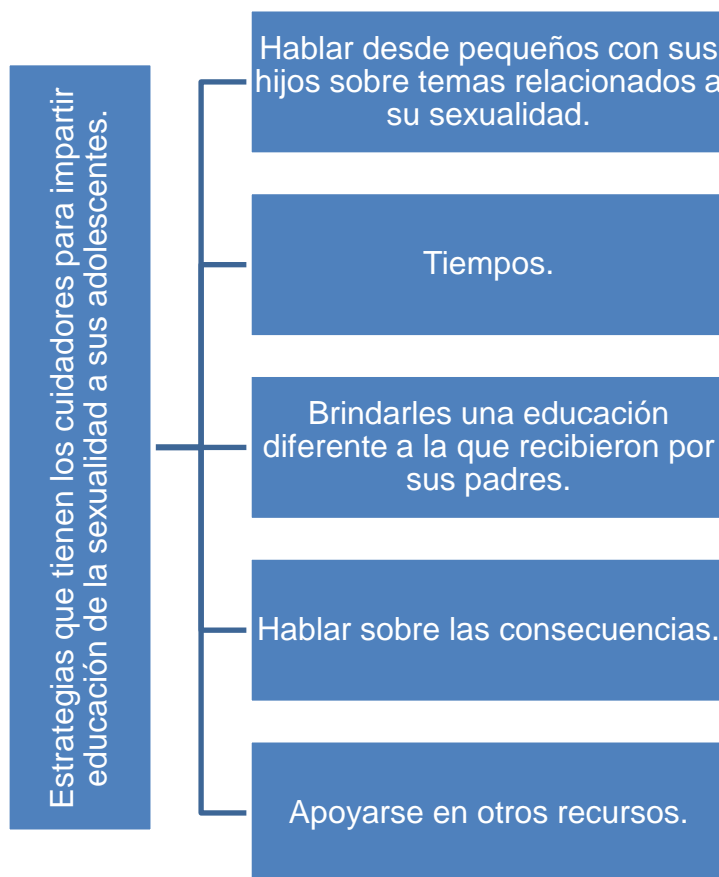 Estrategias que tienen los cuidadores para impartir
educación de la sexualidad a sus adolescentes.
Hablar desde pequeños con sus
hijos sobre temas relacionados a
su sexualidad.
Tiempos.
Brindarles una educación
diferente a la que recibieron por
sus padres.
Hablar sobre las consecuencias.
Apoyarse en otros recursos.